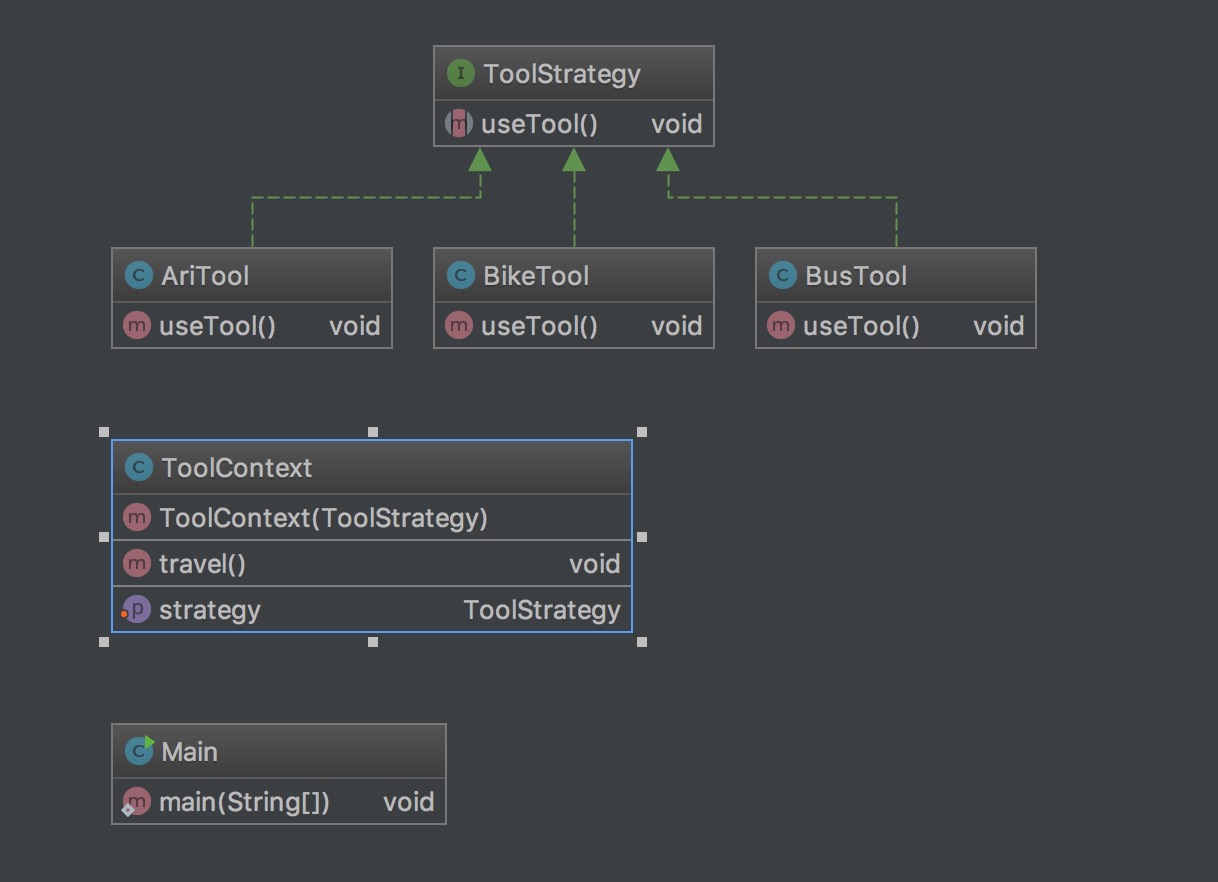 ToolStrategy
useTool() void
AriTool
useTool() void
BikeTool
useTool() void
BusTool
useTool() void
ToolContext
ToolContext(ToolStrategy)
travel() void
strategy ToolStrategy
Main
main(String[]) void